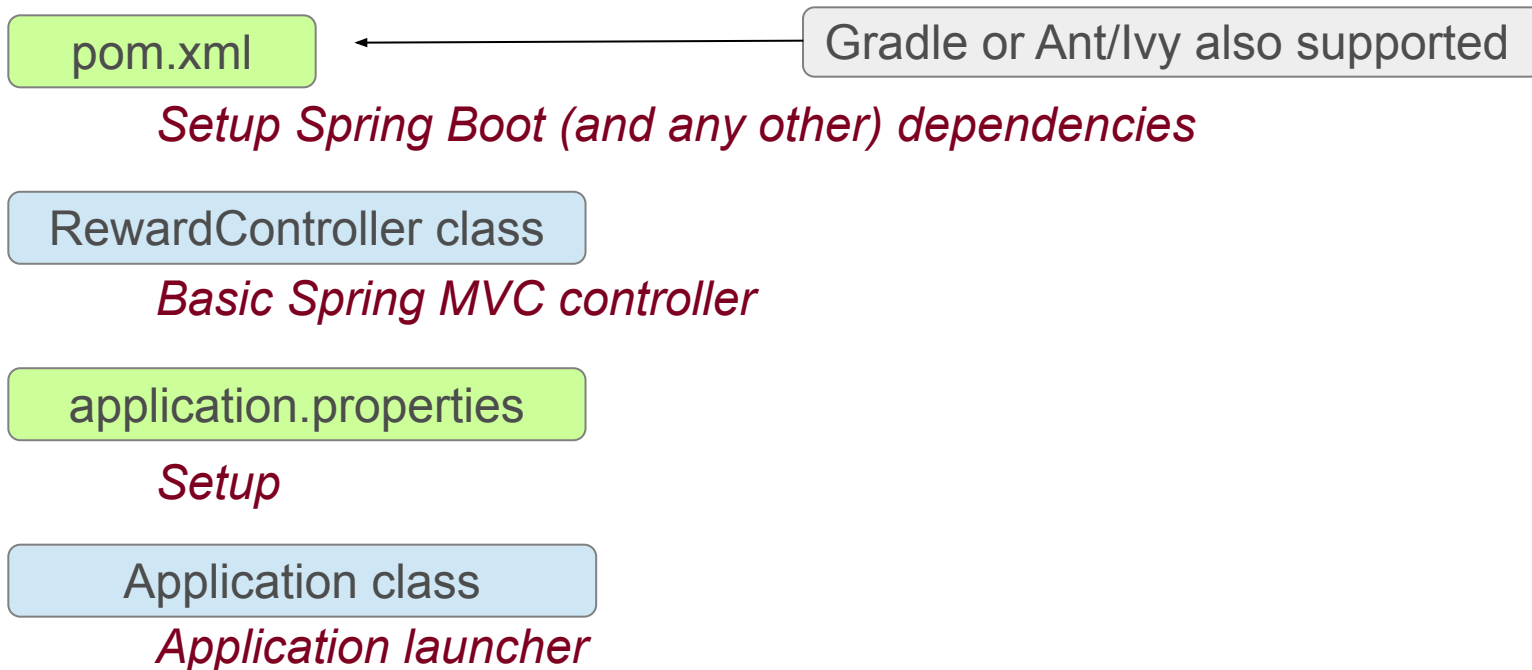 pom.xml
Gradle or Ant/Ivy also supported
Setup Spring Boot (and any other) dependencies
RewardController class
Basic Spring MVC controller
application.properties
Setup
Application class
Application launcher